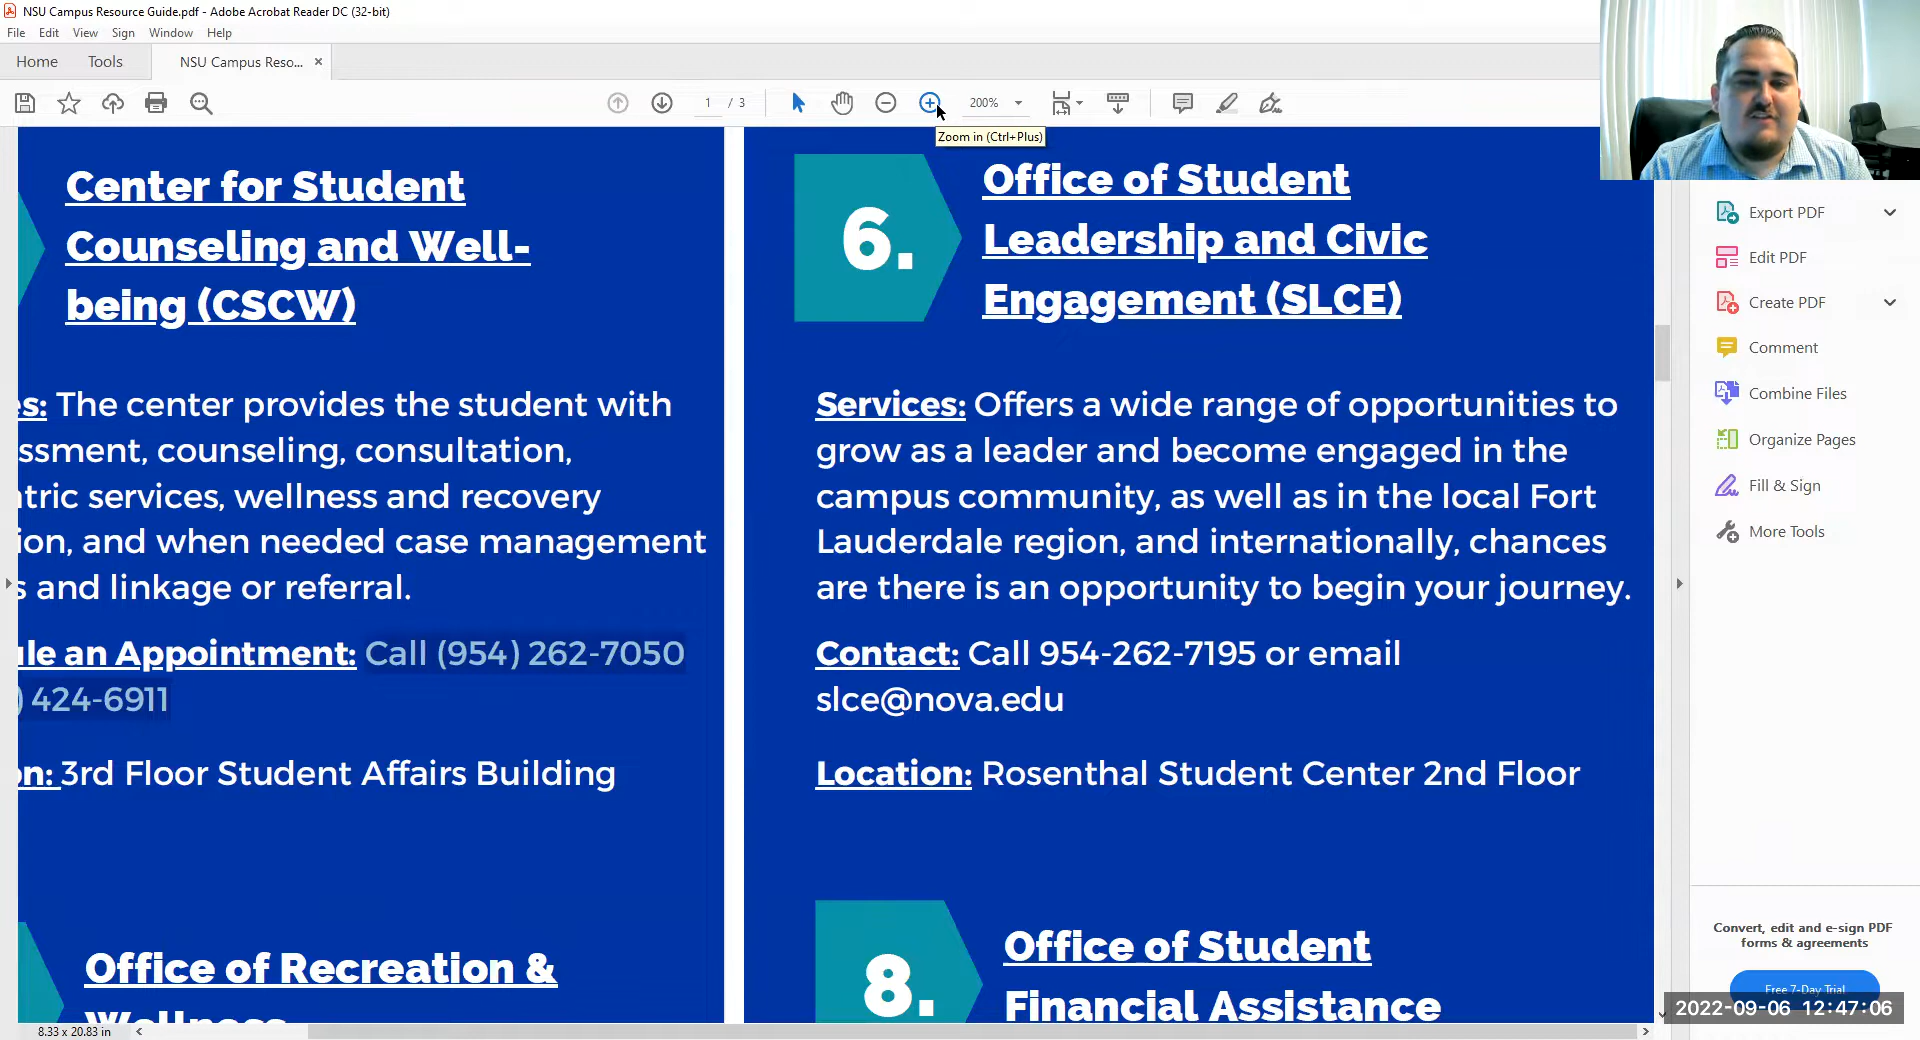 NSU Campus Resource Guide.pdf - Adobe Acrobat Reader DC (32-bit)
File Edit View Sign Window Help
Home Tools NSU Campus Reso... ×
1 / 3 200%
Zoom in (Ctrl+Plus)
Center for Student
Counseling and Well-
being (CSCW)
es: The center provides the student with
ssment, counseling, consultation,
tric services, wellness and recovery
ion, and when needed case management
s and linkage or referral.
ule an Appointment: Call (954) 262-7050
) 424-6911
on: 3rd Floor Student Affairs Building
Office of Recreation &
Wellness
6.
Office of Student
Leadership and Civic
Engagement (SLCE)
Services: Offers a wide range of opportunities to
grow as a leader and become engaged in the
campus community, as well as in the local Fort
Lauderdale region, and internationally, chances
are there is an opportunity to begin your journey.
Contact: Call 954-262-7195 or email
slce@nova.edu
Location: Rosenthal Student Center 2nd Floor
8.
Office of Student
Financial Assistance
Export PDF
Edit PDF
Create PDF
Comment
Combine Files
Organize Pages
Fill & Sign
More Tools
Convert, edit and e-sign PDF
forms & agreements
Free 7-Day Trial
2022-09-06 12:47:06
8.33 x 20.83 in